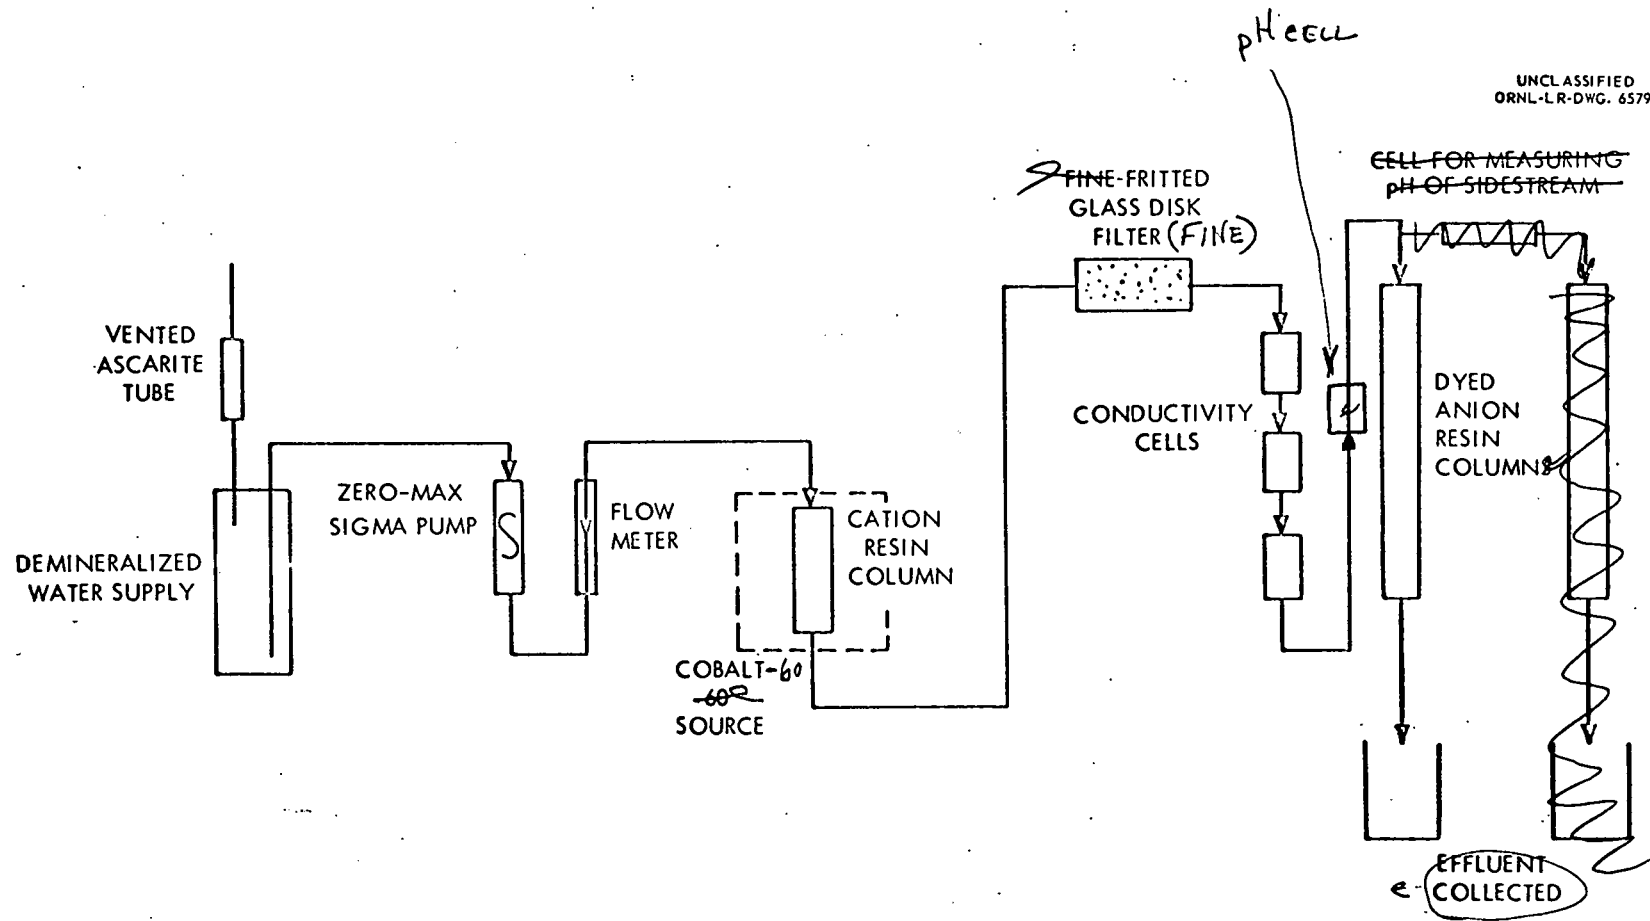 pH CELL
UNCLASSIFIED
ORNL-LR-DWG. 6579
CELL FOR MEASURING
pH OF SIDESTREAM
FINE-FRITTED
GLASS DISK
FILTER (FINE)
VENTED
ASCARITE
TUBE
DYED
ANION
RESIN
COLUMNS
CONDUCTIVITY
CELLS
ZERO-MAX
SIGMA PUMP
S
FLOW
METER
CATION
RESIN
COLUMN
DEMINERALIZED
WATER SUPPLY
COBALT-60
60
SOURCE
EFFLUENT
COLLECTED